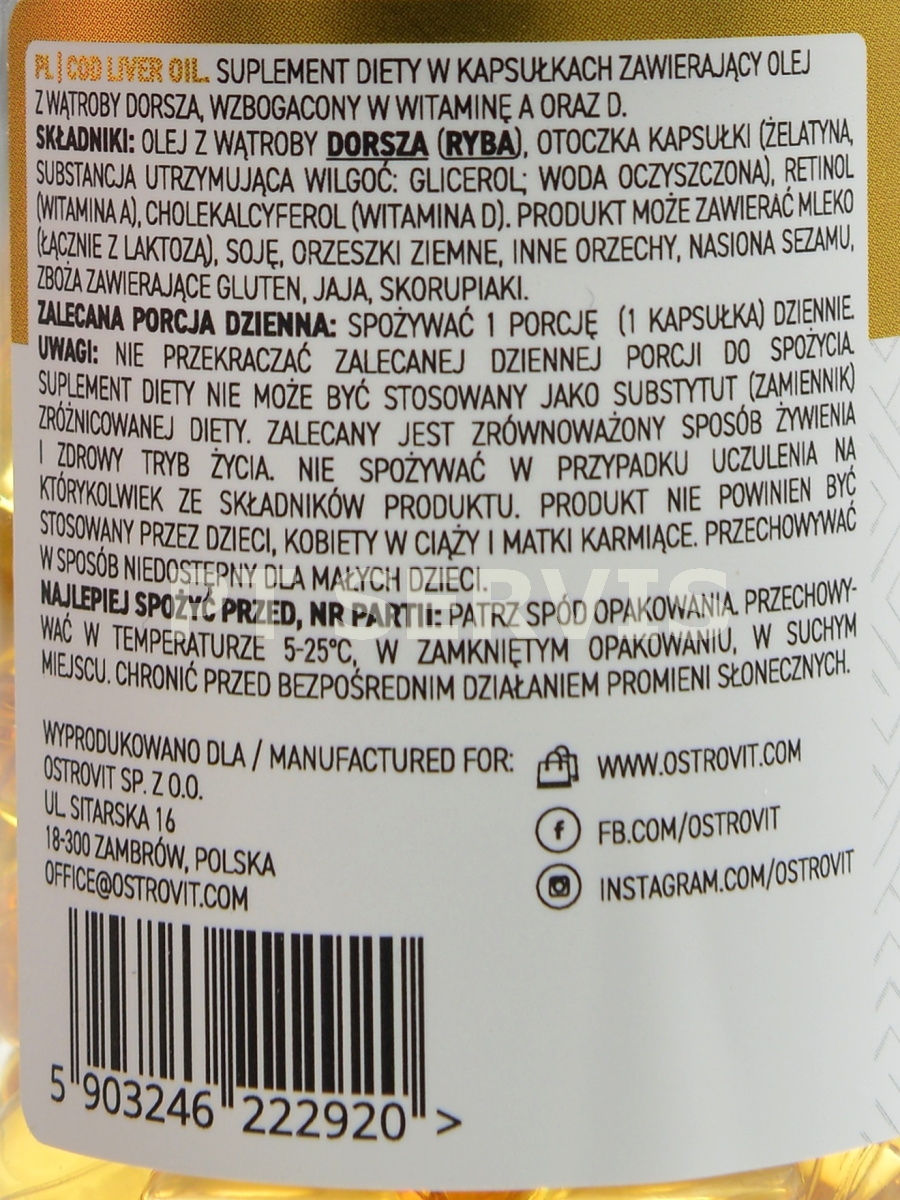 PL | COD LIVER OIL. SUPLEMENT DIETY W KAPSUŁKACH ZAWIERAJĄCY OLEJ
Z WĄTROBY DORSZA, WZBOGACONY W WITAMINĘ A ORAZ D.
SKŁADNIKI: OLEJ Z WĄTROBY DORSZA (RYBA), OTOCZKA KAPSUŁKI (ŻELATYNA,
SUBSTANCJA UTRZYMUJĄCA WILGOĆ: GLICEROL; WODA OCZYSZCZONA), RETINOL
(WITAMINA A), CHOLEKALCYFEROL (WITAMINA D). PRODUKT MOŻE ZAWIERAĆ MLEKO
(ŁĄCZNIE Z LAKTOZĄ), SOJĘ, ORZESZKI ZIEMNE, INNE ORZECHY, NASIONA SEZAMU,
ZBOŻA ZAWIERAJĄCE GLUTEN, JAJA, SKORUPIAKI.
ZALECANA PORCJA DZIENNA: SPOŻYWAĆ 1 PORCJĘ (1 KAPSUŁKA) DZIENNIE.
UWAGI: NIE PRZEKRACZAĆ ZALECANEJ DZIENNEJ PORCJI DO SPOŻYCIA.
SUPLEMENT DIETY NIE MOŻE BYĆ STOSOWANY JAKO SUBSTYTUT (ZAMIENNIK)
ZRÓŻNICOWANEJ DIETY. ZALECANY JEST ZRÓWNOWAŻONY SPOSÓB ŻYWIENIA
I ZDROWY TRYB ŻYCIA. NIE SPOŻYWAĆ W PRZYPADKU UCZULENIA NA
KTÓRYKOLWIEK ZE SKŁADNIKÓW PRODUKTU. PRODUKT NIE POWINIEN BYĆ
STOSOWANY PRZEZ DZIECI, KOBIETY W CIĄŻY I MATKI KARMIĄCE. PRZECHOWYWAĆ
W SPOSÓB NIEDOSTĘPNY DLA MAŁYCH DZIECI.
NAJLEPIEJ SPOŻYĆ PRZED, NR PARTII: PATRZ SPÓD OPAKOWANIA. PRZECHOWY-
WAĆ W TEMPERATURZE 5-25°C, W ZAMKNIĘTYM OPAKOWANIU, W SUCHYM
MIEJSCU. CHRONIĆ PRZED BEZPOŚREDNIM DZIAŁANIEM PROMIENI SŁONECZNYCH.
WYPRODUKOWANO DLA / MANUFACTURED FOR:
OSTROVIT SP. Z O.O.
UL. SITARSKA 16
18-300 ZAMBRÓW, POLSKA
OFFICE@OSTROVIT.COM
WWW.OSTROVIT.COM
FB.COM/OSTROVIT
INSTAGRAM.COM/OSTROVIT
5 903246 222920 >